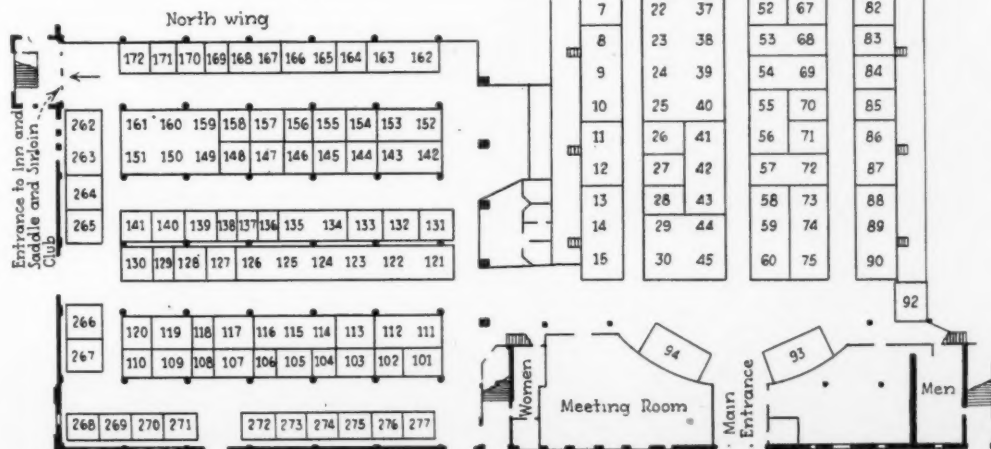 North wing
172 171 170 169 168 167 166 165 164 163 162
262 161 160 159 158 157 156 155 154 153 152
263 151 150 149 148 147 146 145 144 143 142
264
265 141 140 139 138 137 136 135 134 133 132 131
130 129 128 127 126 125 124 123 122 121
266 120 119 118 117 116 115 114 113 112 111
267 110 109 108 107 106 105 104 103 102 101
268 269 270 271 272 273 274 275 276 277
Entrance to Inn and
Saddle and Sirloin
Club
7 22 37 52 67 82
8 23 38 53 68 83
9 24 39 54 69 84
10 25 40 55 70 85
11 26 41 56 71 86
12 27 42 57 72 87
13 28 43 58 73 88
14 29 44 59 74 89
15 30 45 60 75 90
92
94
93
Women
Meeting Room
Main
Entrance
Men